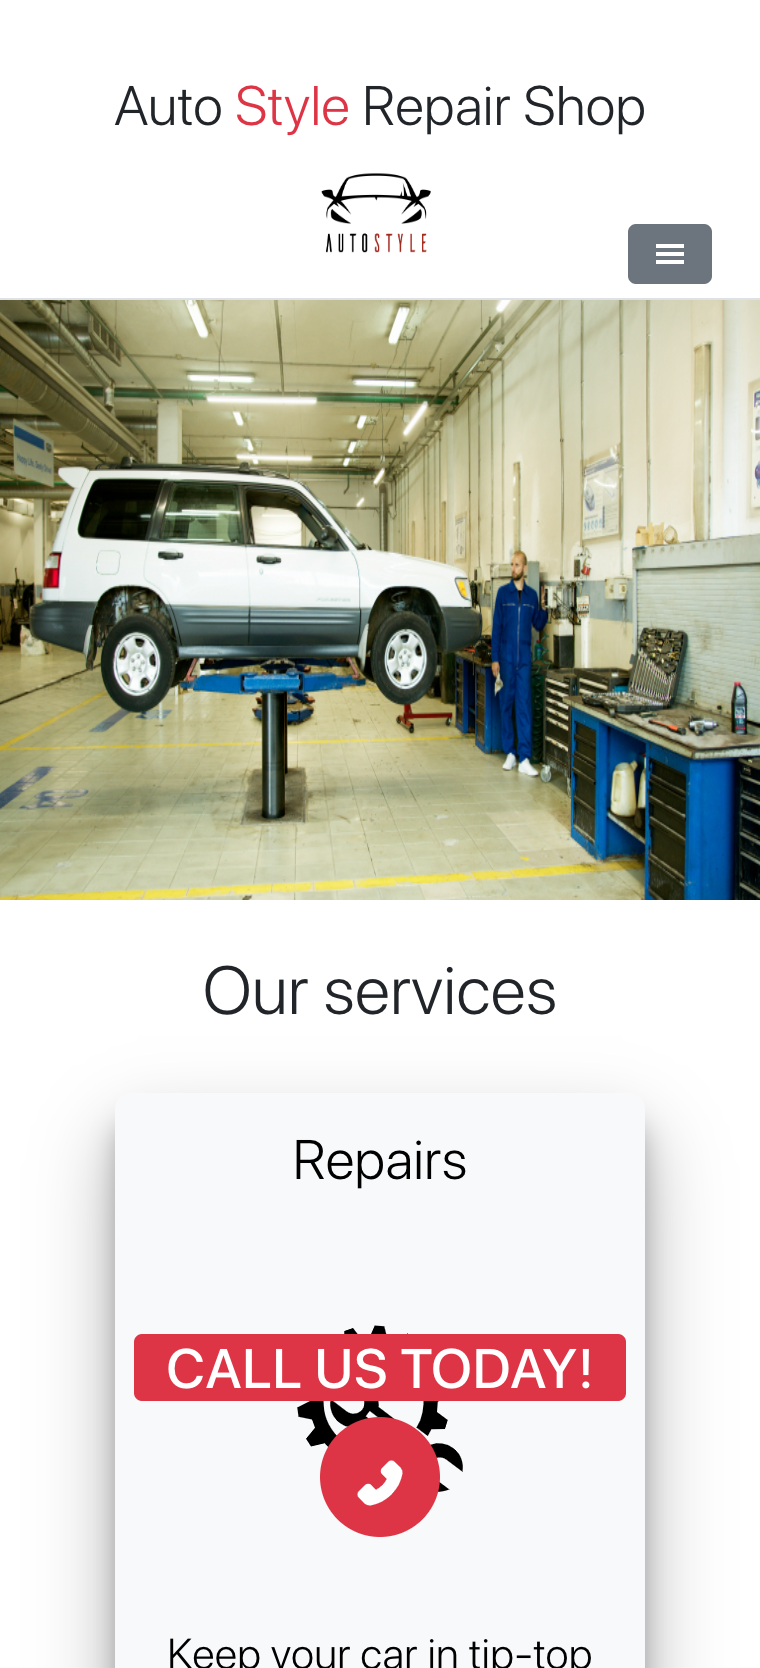 Auto Style Repair Shop
AUTOSTYLE
Our services
Repairs
CALL US TODAY!
Keep your car in tip-top